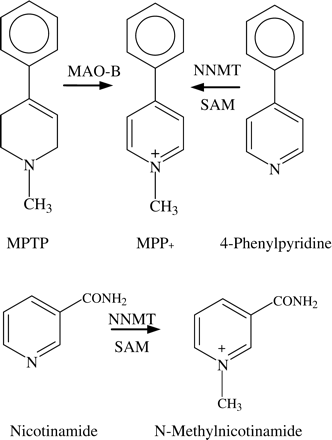 MAO-B NNMT
SAM
N + N
N
CH₃ CH₃
MPTP MPP+ 4-Phenylpyridine
CONH₂ CONH₂
NNMT
SAM
N + N
CH₃
Nicotinamide N-Methylnicotinamide